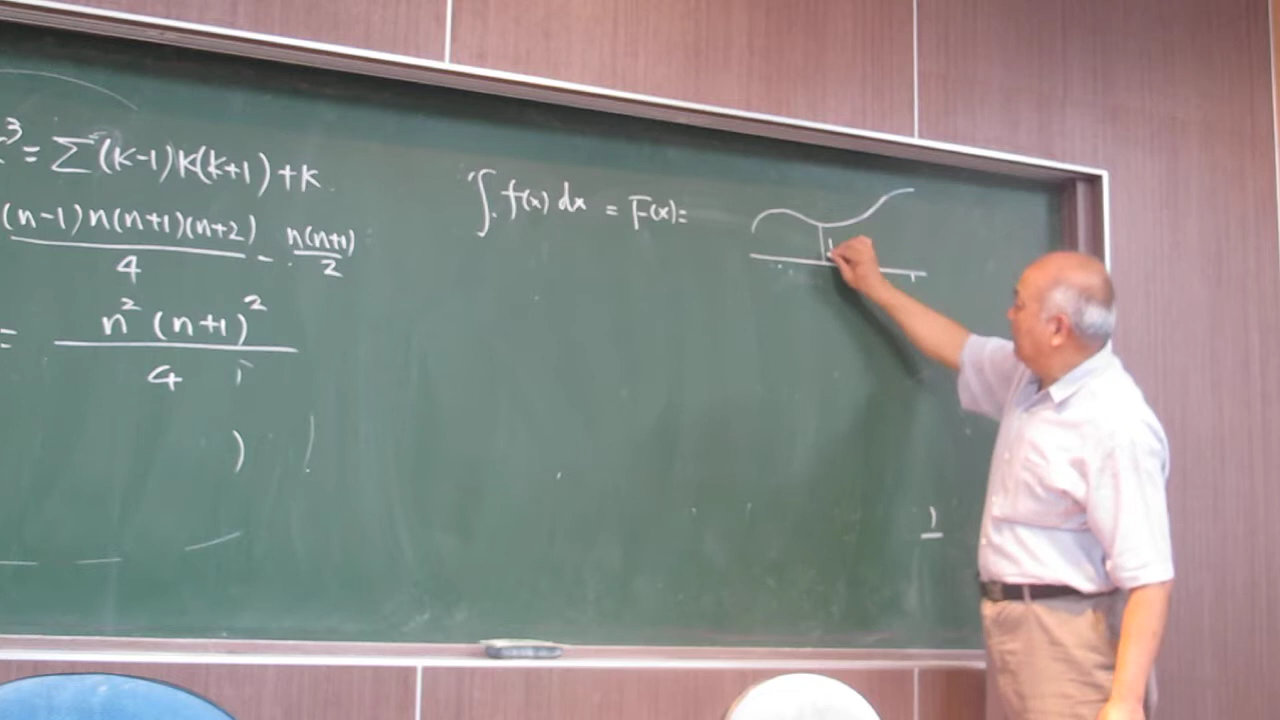 ³= Σ (k-1)k(k+1)+k
(n-1)n(n+1)(n+2)/4 - n(n+1)/2
= n²(n+1)²/4
∫ f(x) dx = F(x)=